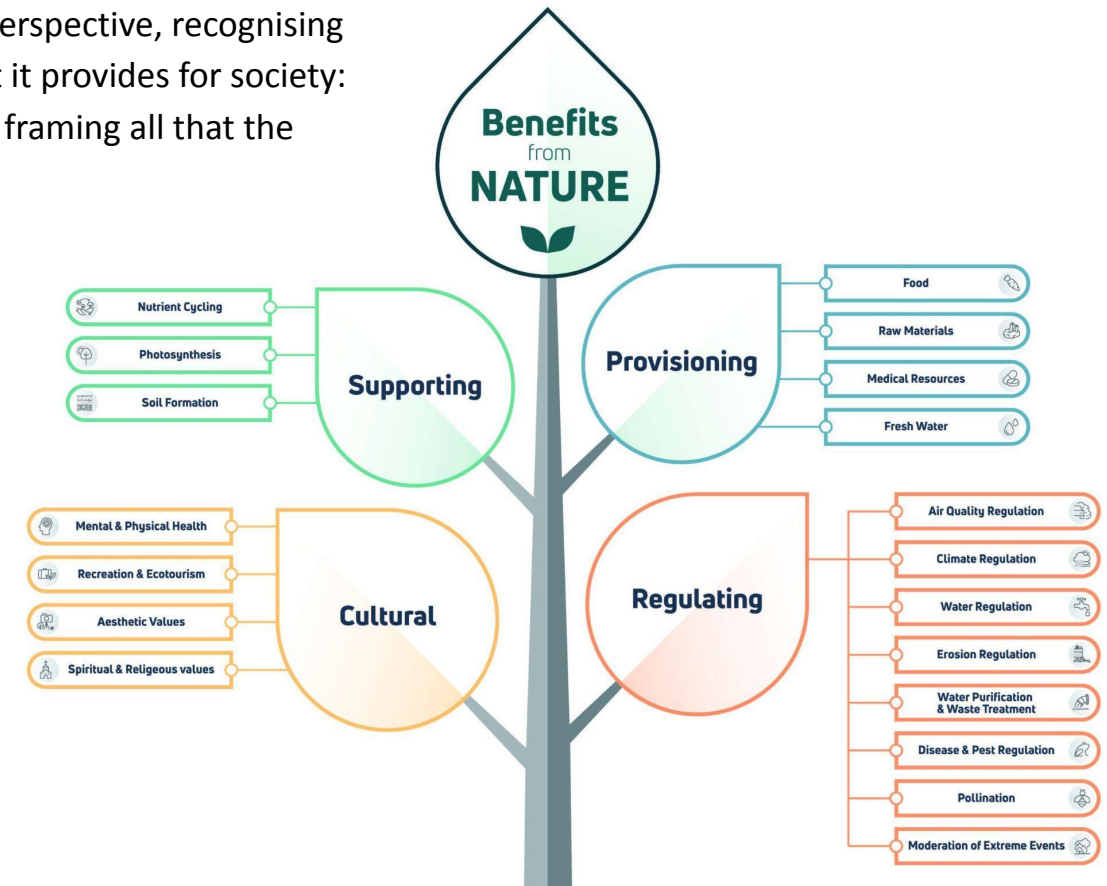 erspective, recognising
it provides for society:
framing all that the
Benefits
from
NATURE
Supporting
Nutrient Cycling
Photosynthesis
Soil Formation
Provisioning
Food
Raw Materials
Medical Resources
Fresh Water
Cultural
Mental & Physical Health
Recreation & Ecotourism
Aesthetic Values
Spiritual & Religeous values
Regulating
Air Quality Regulation
Climate Regulation
Water Regulation
Erosion Regulation
Water Purification
& Waste Treatment
Disease & Pest Regulation
Pollination
Moderation of Extreme Events